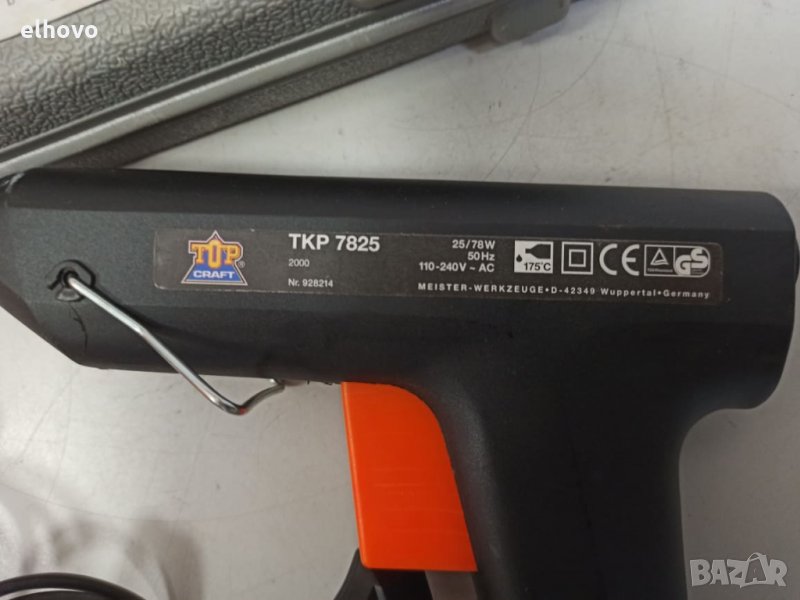 elhovo
TOP
CRAFT
®
TKP 7825
2000
Nr. 928214
25/78W
50Hz
110-240V ~ AC
175°C
CE
GS
MEISTER-WERKZEUGE•D-42349 Wuppertal•Germany
BAZAR